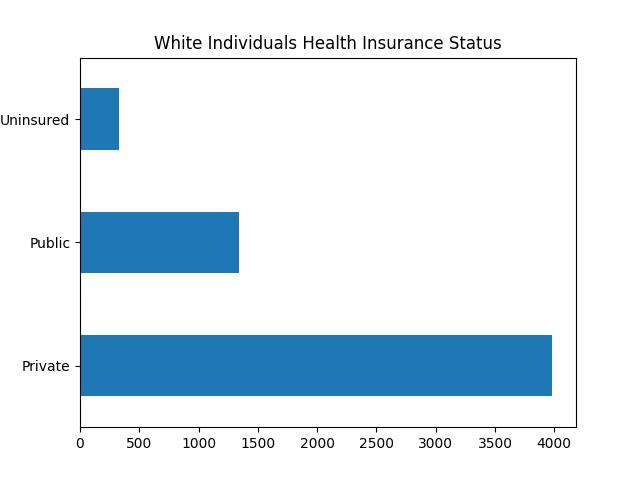 White Individuals Health Insurance Status
Uninsured
Public
Private
0 500 1000 1500 2000 2500 3000 3500 4000